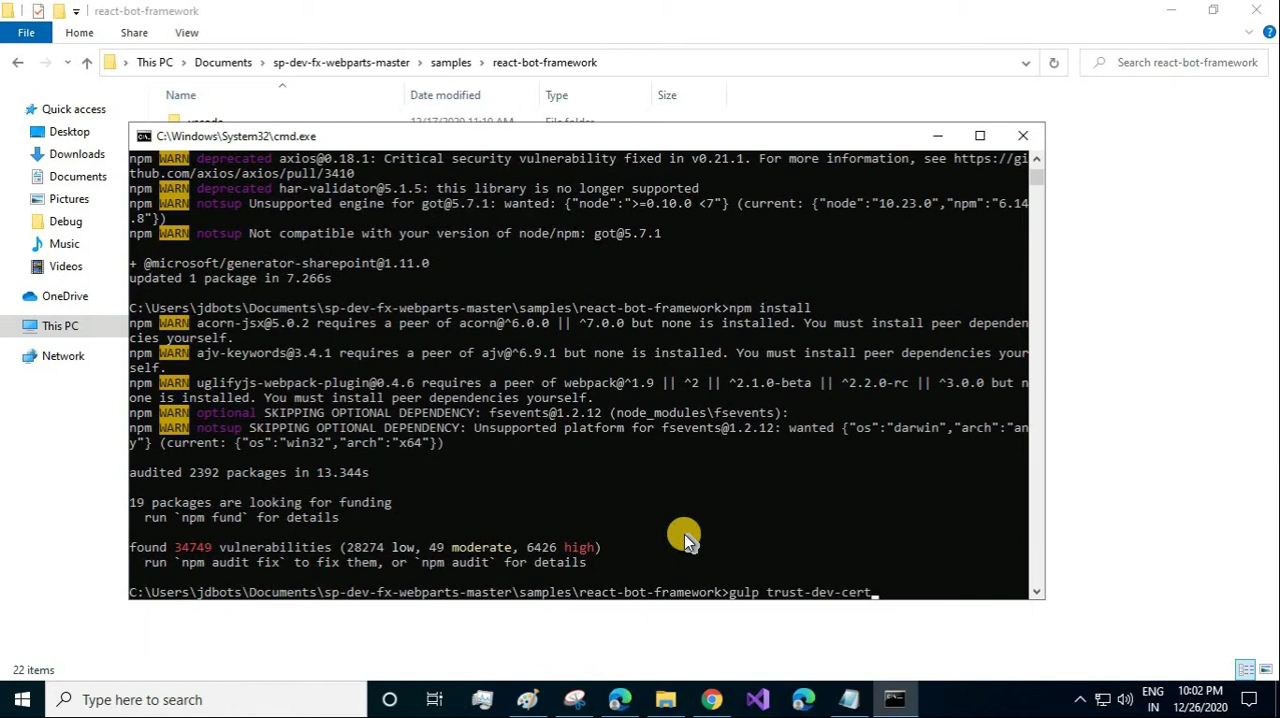 react-bot-framework
File
Home
Share
View
This PC
Documents
sp-dev-fx-webparts-master
samples
react-bot-framework
Search react-bot-framework
Name
Date modified
Type
Size
Quick access
Desktop
Downloads
Documents
Pictures
Debug
Music
Videos
OneDrive
This PC
Network
12/17/2020 11:19 AM
File folder
C:\Windows\System32\cmd.exe
npm WARN deprecated axios@0.18.1: Critical security vulnerability fixed in v0.21.1. For more information, see https://gi
thub.com/axios/axios/pull/3410
npm WARN deprecated har-validator@5.1.5: this library is no longer supported
npm WARN notsup Unsupported engine for got@5.7.1: wanted: {"node":">=0.10.0 <7"} (current: {"node":"10.23.0","npm":"6.14
.8"})
npm WARN notsup Not compatible with your version of node/npm: got@5.7.1
+ @microsoft/generator-sharepoint@1.11.0
updated 1 package in 7.266s
C:\Users\jdbots\Documents\sp-dev-fx-webparts-master\samples\react-bot-framework>npm install
npm WARN acorn-jsx@5.0.2 requires a peer of acorn@^6.0.0 || ^7.0.0 but none is installed. You must install peer dependen
cies yourself.
npm WARN ajv-keywords@3.4.1 requires a peer of ajv@^6.9.1 but none is installed. You must install peer dependencies your
self.
npm WARN uglifyjs-webpack-plugin@0.4.6 requires a peer of webpack@^1.9 || ^2 || ^2.1.0-beta || ^2.2.0-rc || ^3.0.0 but n
one is installed. You must install peer dependencies yourself.
npm WARN optional SKIPPING OPTIONAL DEPENDENCY: fsevents@1.2.12 (node_modules\fsevents):
npm WARN notsup SKIPPING OPTIONAL DEPENDENCY: Unsupported platform for fsevents@1.2.12: wanted {"os":"darwin","arch":"an
y"} (current: {"os":"win32","arch":"x64"})
audited 2392 packages in 13.344s
19 packages are looking for funding
run `npm fund` for details
found 34749 vulnerabilities (28274 low, 49 moderate, 6426 high)
run `npm audit fix` to fix them, or `npm audit` for details
C:\Users\jdbots\Documents\sp-dev-fx-webparts-master\samples\react-bot-framework>gulp trust-dev-cert
22 items
Type here to search
ENG
IN
10:02 PM
12/26/2020